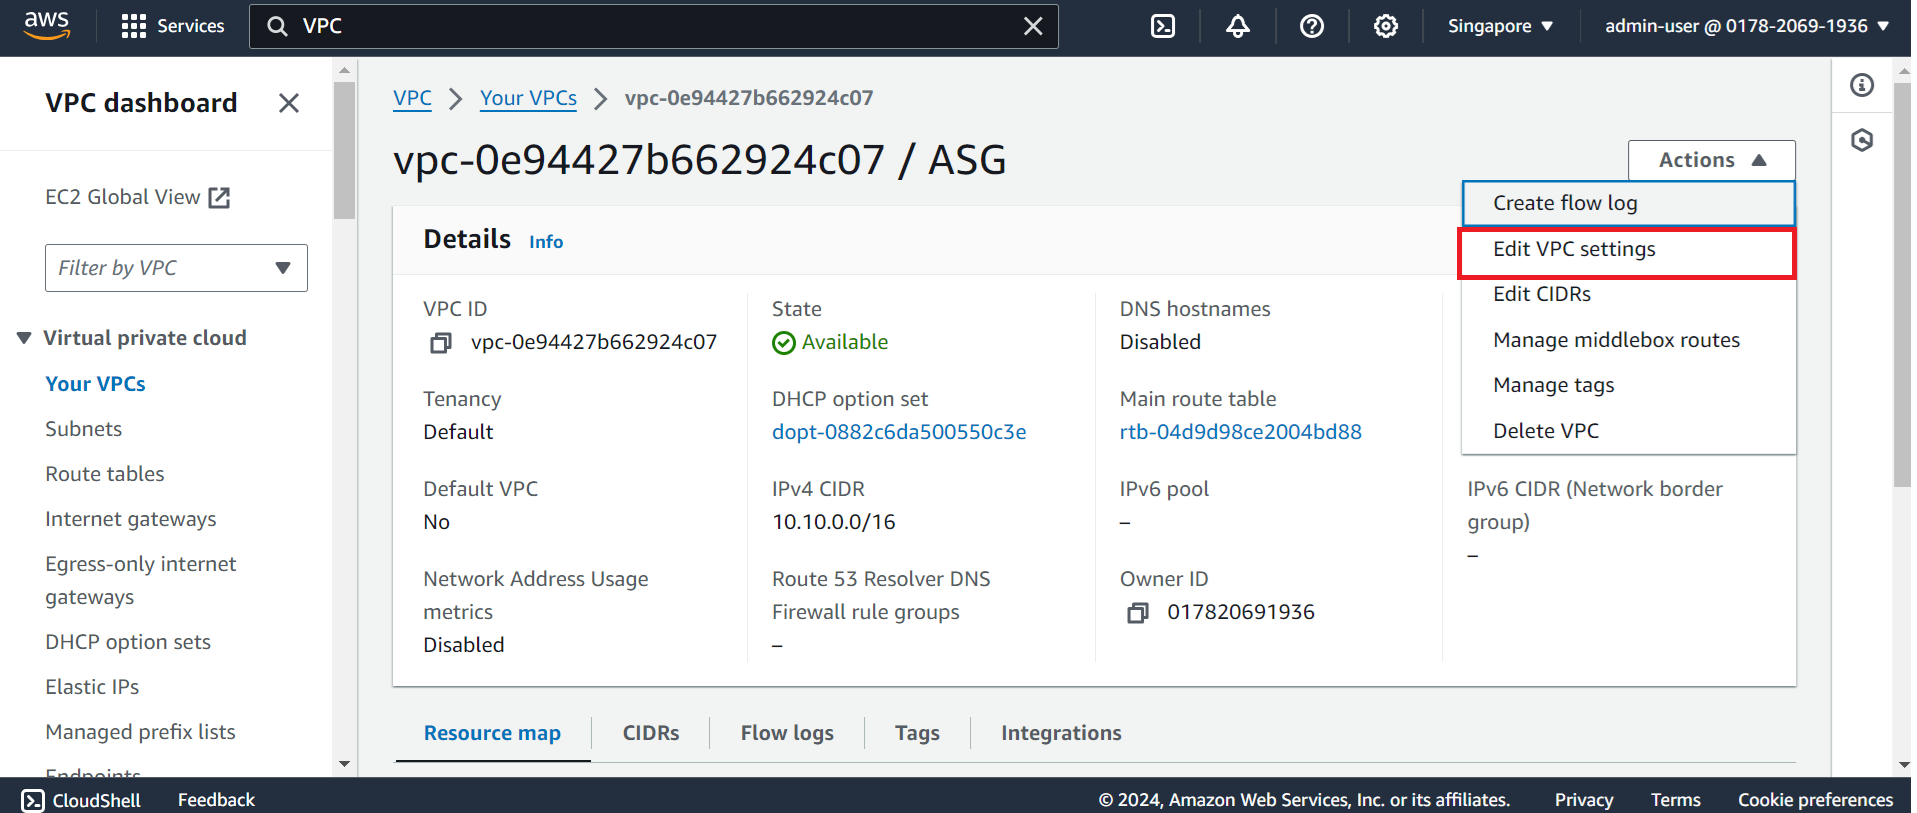 aws
Services
VPC
Singapore
admin-user @ 0178-2069-1936
VPC dashboard
EC2 Global View
Filter by VPC
Virtual private cloud
Your VPCs
Subnets
Route tables
Internet gateways
Egress-only internet
gateways
DHCP option sets
Elastic IPs
Managed prefix lists
Endpoints
VPC
Your VPCs
vpc-0e94427b662924c07
vpc-0e94427b662924c07 / ASG
Actions
Create flow log
Edit VPC settings
Edit CIDRs
Manage middlebox routes
Manage tags
Delete VPC
Details Info
VPC ID
vpc-0e94427b662924c07
State
Available
DNS hostnames
Disabled
Tenancy
Default
DHCP option set
dopt-0882c6da500550c3e
Main route table
rtb-04d9d98ce2004bd88
Default VPC
No
IPv4 CIDR
10.10.0.0/16
IPv6 pool
–
IPv6 CIDR (Network border
group)
–
Network Address Usage
metrics
Disabled
Route 53 Resolver DNS
Firewall rule groups
–
Owner ID
017820691936
Resource map
CIDRs
Flow logs
Tags
Integrations
CloudShell
Feedback
© 2024, Amazon Web Services, Inc. or its affiliates.
Privacy
Terms
Cookie preferences